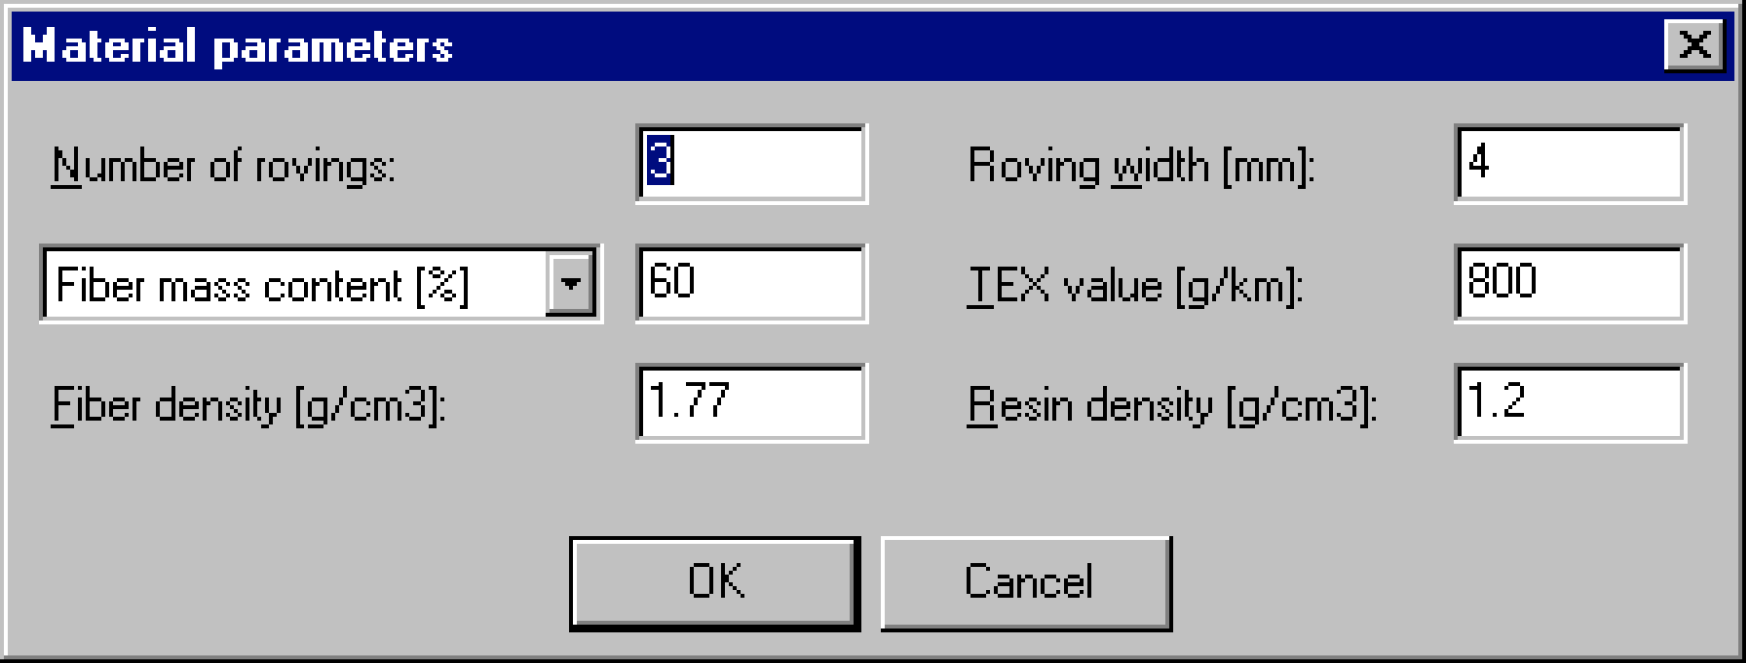 Material parameters
Number of rovings: 3 Roving width [mm]: 4
Fiber mass content [%] 60 TEX value [g/km]: 800
Fiber density [g/cm3]: 1.77 Resin density [g/cm3]: 1.2
OK Cancel